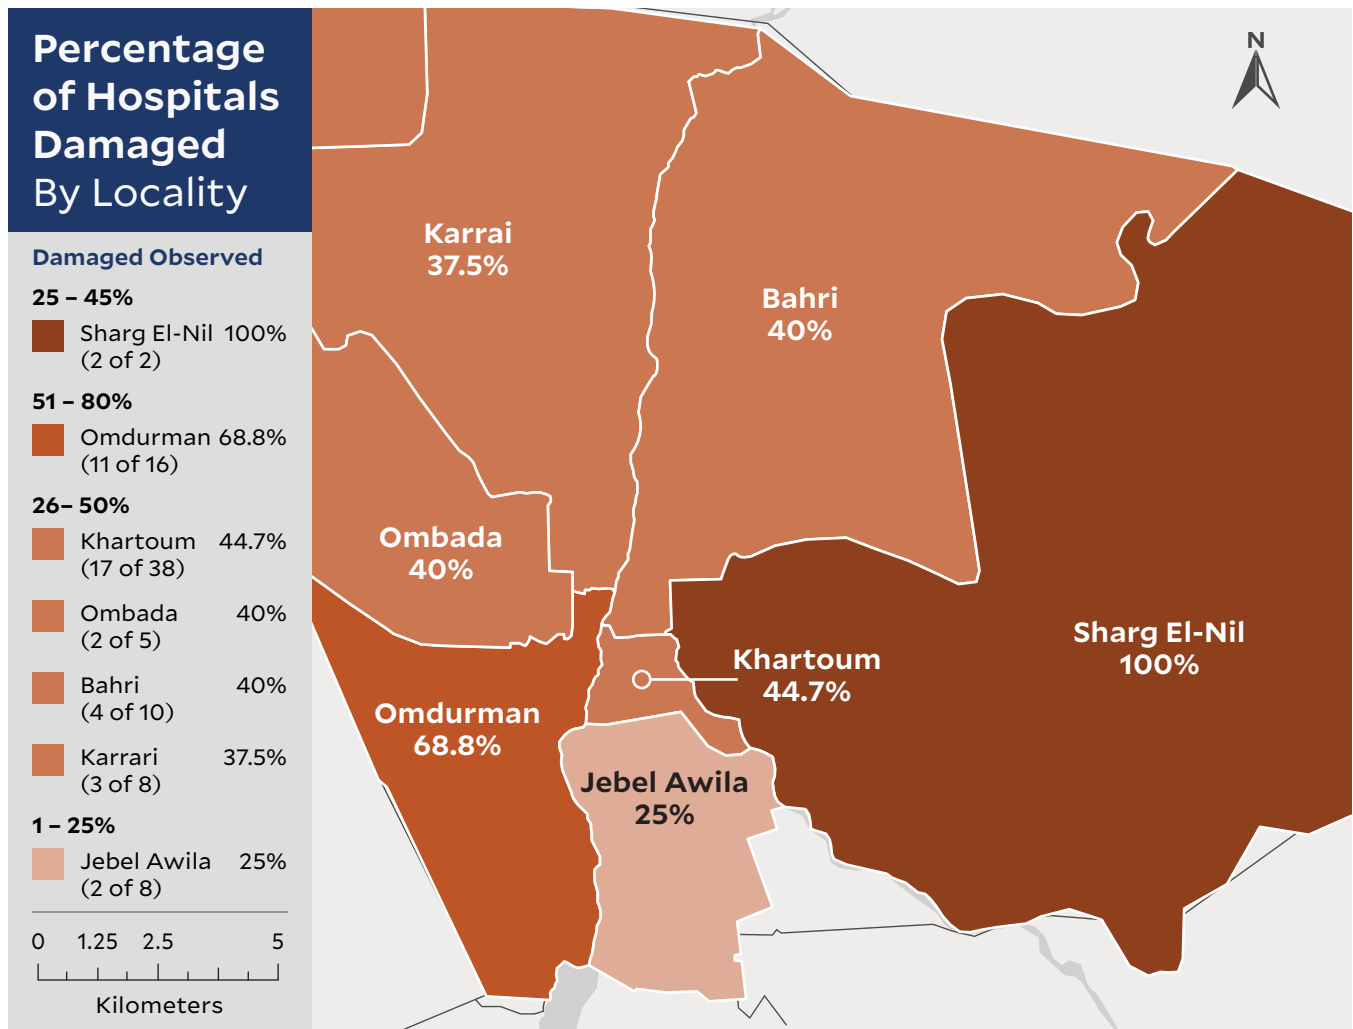 Percentage
of Hospitals
Damaged
By Locality
Damaged Observed
25 – 45%
Sharg El-Nil 100%
(2 of 2)
51 – 80%
Omdurman 68.8%
(11 of 16)
26– 50%
Khartoum 44.7%
(17 of 38)
Ombada 40%
(2 of 5)
Bahri 40%
(4 of 10)
Karrari 37.5%
(3 of 8)
1 – 25%
Jebel Awila 25%
(2 of 8)
0 1.25 2.5 5
Kilometers
N
Karrai
37.5%
Bahri
40%
Ombada
40%
Sharg El-Nil
100%
Khartoum
44.7%
Omdurman
68.8%
Jebel Awila
25%